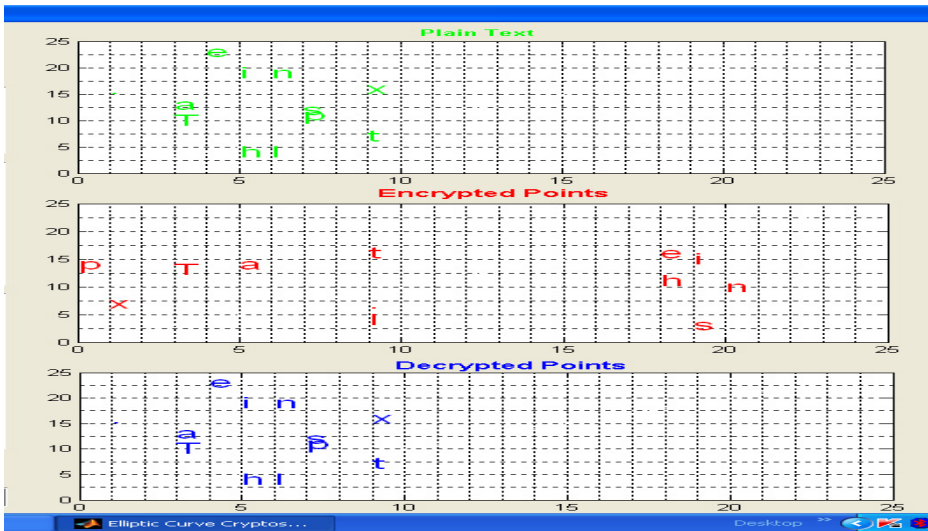 Plain Text
25
e
20
i n
15
.
x
a
s
10
T
p
t
5
h l
0
0 5 10 15 20 25
Encrypted Points
25
20
t
e
15
p T a
i
h
10
n
x
.
5
l
s
0
0 5 10 15 20 25
Decrypted Points
25
e
20
i n
15
.
x
a
s
10
T
p
t
5
h l
0
0 5 10 15 20 25
Elliptic Curve Cryptos...
Desktop »